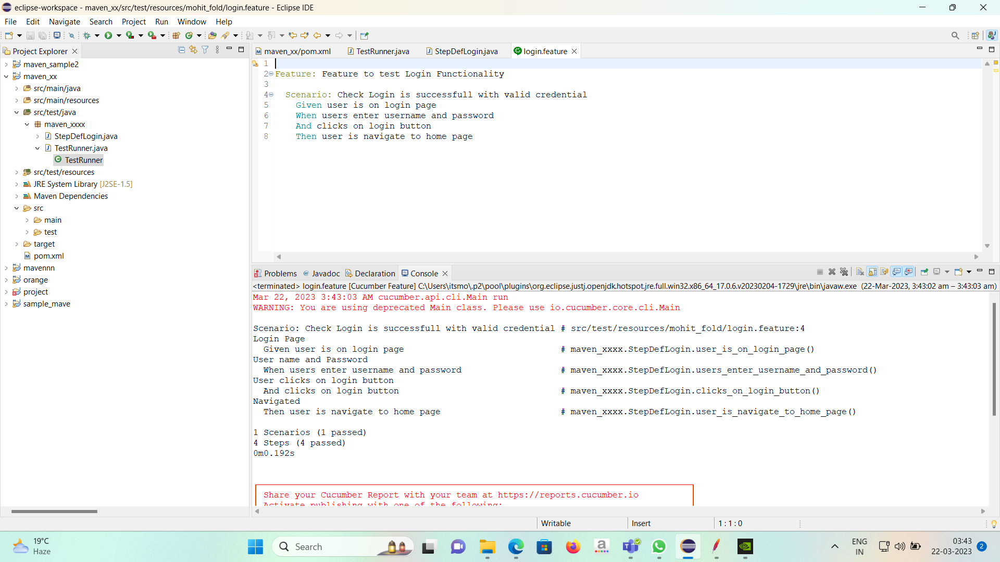 eclipse-workspace - maven_xx/src/test/resources/mohit_fold/login.feature - Eclipse IDE
File Edit Navigate Search Project Run Window Help
Project Explorer
maven_sample2
maven_xx
src/main/java
src/main/resources
src/test/java
maven_xxxx
StepDefLogin.java
TestRunner.java
TestRunner
src/test/resources
JRE System Library [J2SE-1.5]
Maven Dependencies
src
main
test
target
pom.xml
mavennn
orange
project
sample_mave
maven_xx/pom.xml TestRunner.java StepDefLogin.java login.feature
1
2 Feature: Feature to test Login Functionality
3
4 Scenario: Check Login is successfull with valid credential
5 Given user is on login page
6 When users enter username and password
7 And clicks on login button
8 Then user is navigate to home page
Problems Javadoc Declaration Console
<terminated> login.feature [Cucumber Feature] C:\Users\itsmo\.p2\pool\plugins\org.eclipse.justj.openjdk.hotspot.jre.full.win32.x86_64_17.0.6.v20230204-1729\jre\bin\javaw.exe (22-Mar-2023, 3:43:02 am – 3:43:03 am)
Mar 22, 2023 3:43:03 AM cucumber.api.cli.Main run
WARNING: You are using deprecated Main class. Please use io.cucumber.core.cli.Main
Scenario: Check Login is successfull with valid credential # src/test/resources/mohit_fold/login.feature:4
Login Page
Given user is on login page # maven_xxxx.StepDefLogin.user_is_on_login_page()
User name and Password
When users enter username and password # maven_xxxx.StepDefLogin.users_enter_username_and_password()
User clicks on login button
And clicks on login button # maven_xxxx.StepDefLogin.clicks_on_login_button()
Navigated
Then user is navigate to home page # maven_xxxx.StepDefLogin.user_is_navigate_to_home_page()
1 Scenarios (1 passed)
4 Steps (4 passed)
0m0.192s
Share your Cucumber Report with your team at https://reports.cucumber.io
Activate publishing with one of the following:
Writable Insert 1 : 1 : 0
19°C
Haze
Search
ENG
IN
03:43
22-03-2023
2